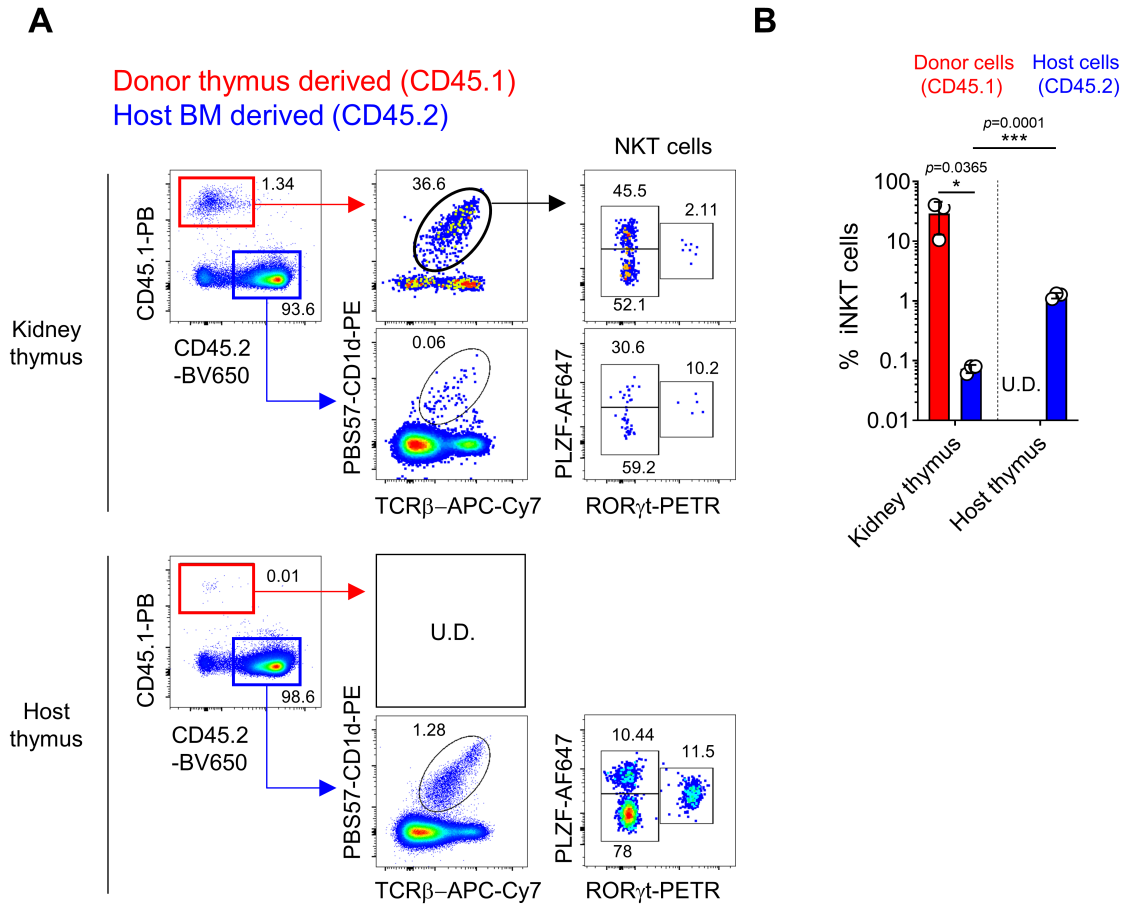 A
Donor thymus derived (CD45.1)
Host BM derived (CD45.2)
NKT cells
Kidney
thymus
CD45.1-PB
1.34
93.6
CD45.2
-BV650
36.6
45.5
2.11
52.1
PBS57-CD1d-PE
0.06
TCRβ–APC-Cy7
PLZF-AF647
30.6
10.2
59.2
RORγt-PETR
Host
thymus
CD45.1-PB
0.01
98.6
CD45.2
-BV650
U.D.
PBS57-CD1d-PE
1.28
TCRβ–APC-Cy7
PLZF-AF647
10.44
11.5
78
RORγt-PETR
B
Donor cells
(CD45.1)
Host cells
(CD45.2)
p=0.0001
***
p=0.0365
*
% iNKT cells
100
10
1
0.1
0.01
U.D.
Kidney thymus
Host thymus